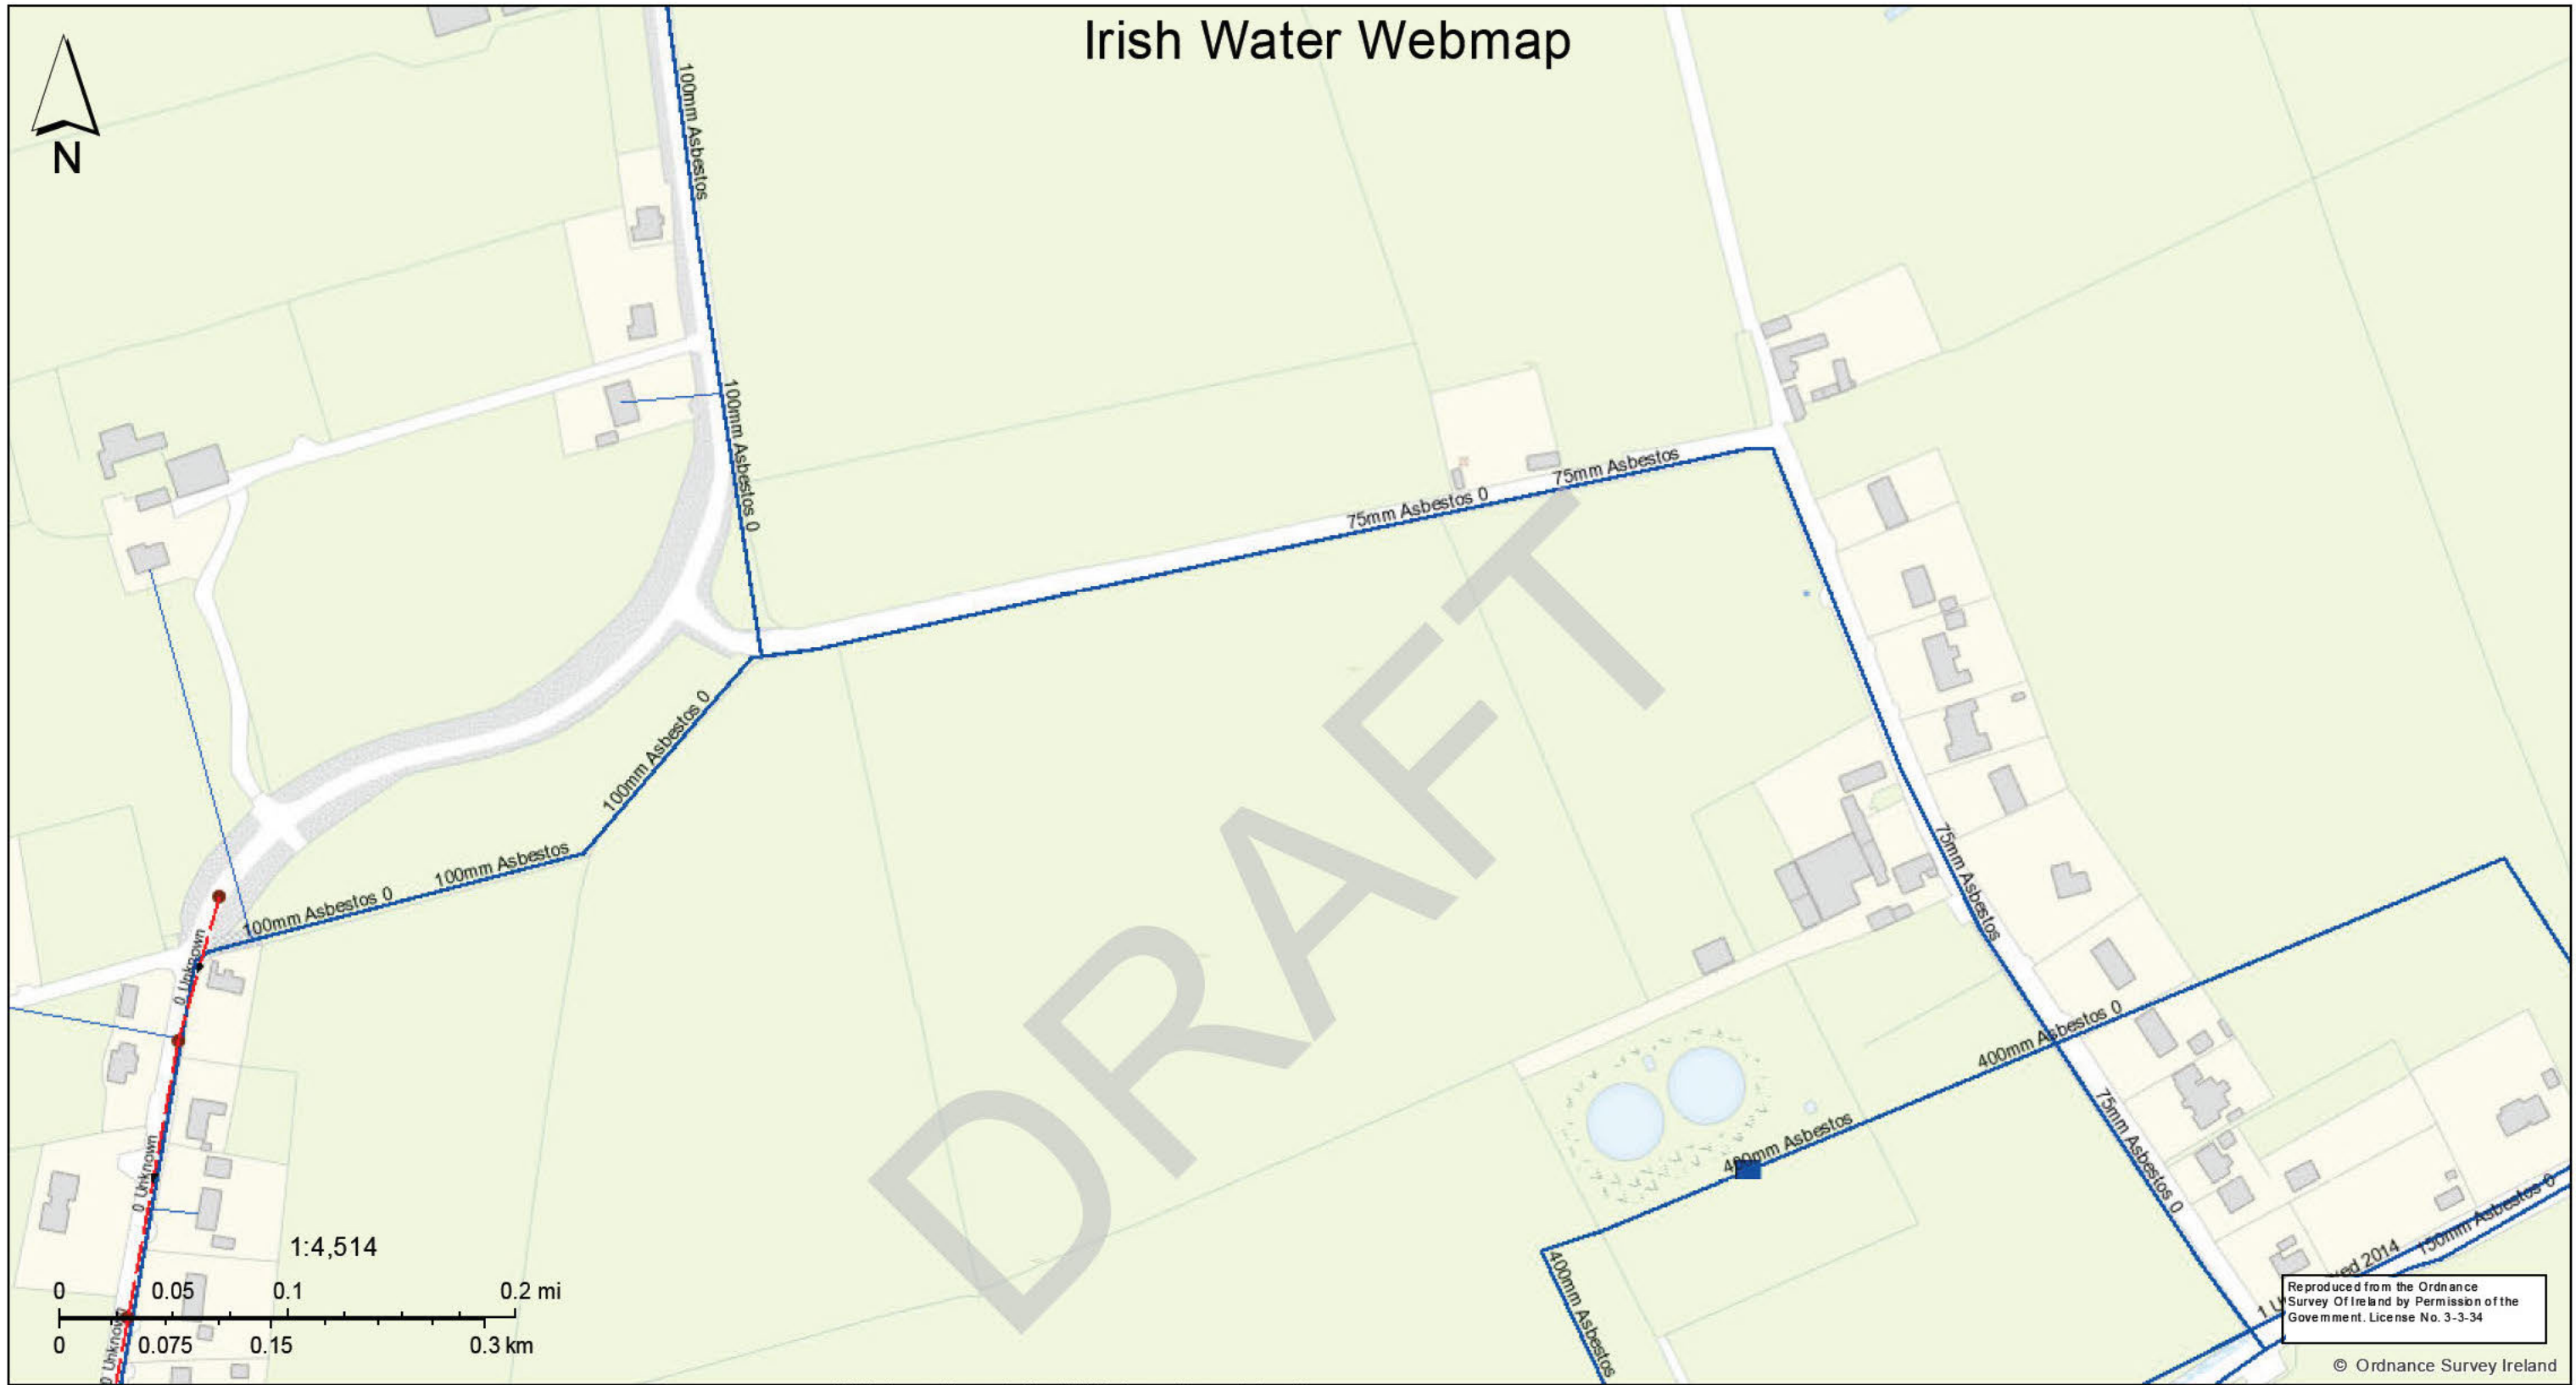 Irish Water Webmap
N
100mm Asbestos
100mm Asbestos 0
75mm Asbestos 0
75mm Asbestos
100mm Asbestos 0
100mm Asbestos
100mm Asbestos 0
75mm Asbestos
0 Unknown
400mm Asbestos 0
400mm Asbestos
75mm Asbestos 0
0 Unknown
150mm Asbestos 0
2014
400mm Asbestos
0 Unknown
DRAFT
1:4,514
0 0.05 0.1 0.2 mi
0 0.075 0.15 0.3 km
Reproduced from the Ordnance
Survey Of Ireland by Permission of the
Government. License No. 3-3-34
© Ordnance Survey Ireland